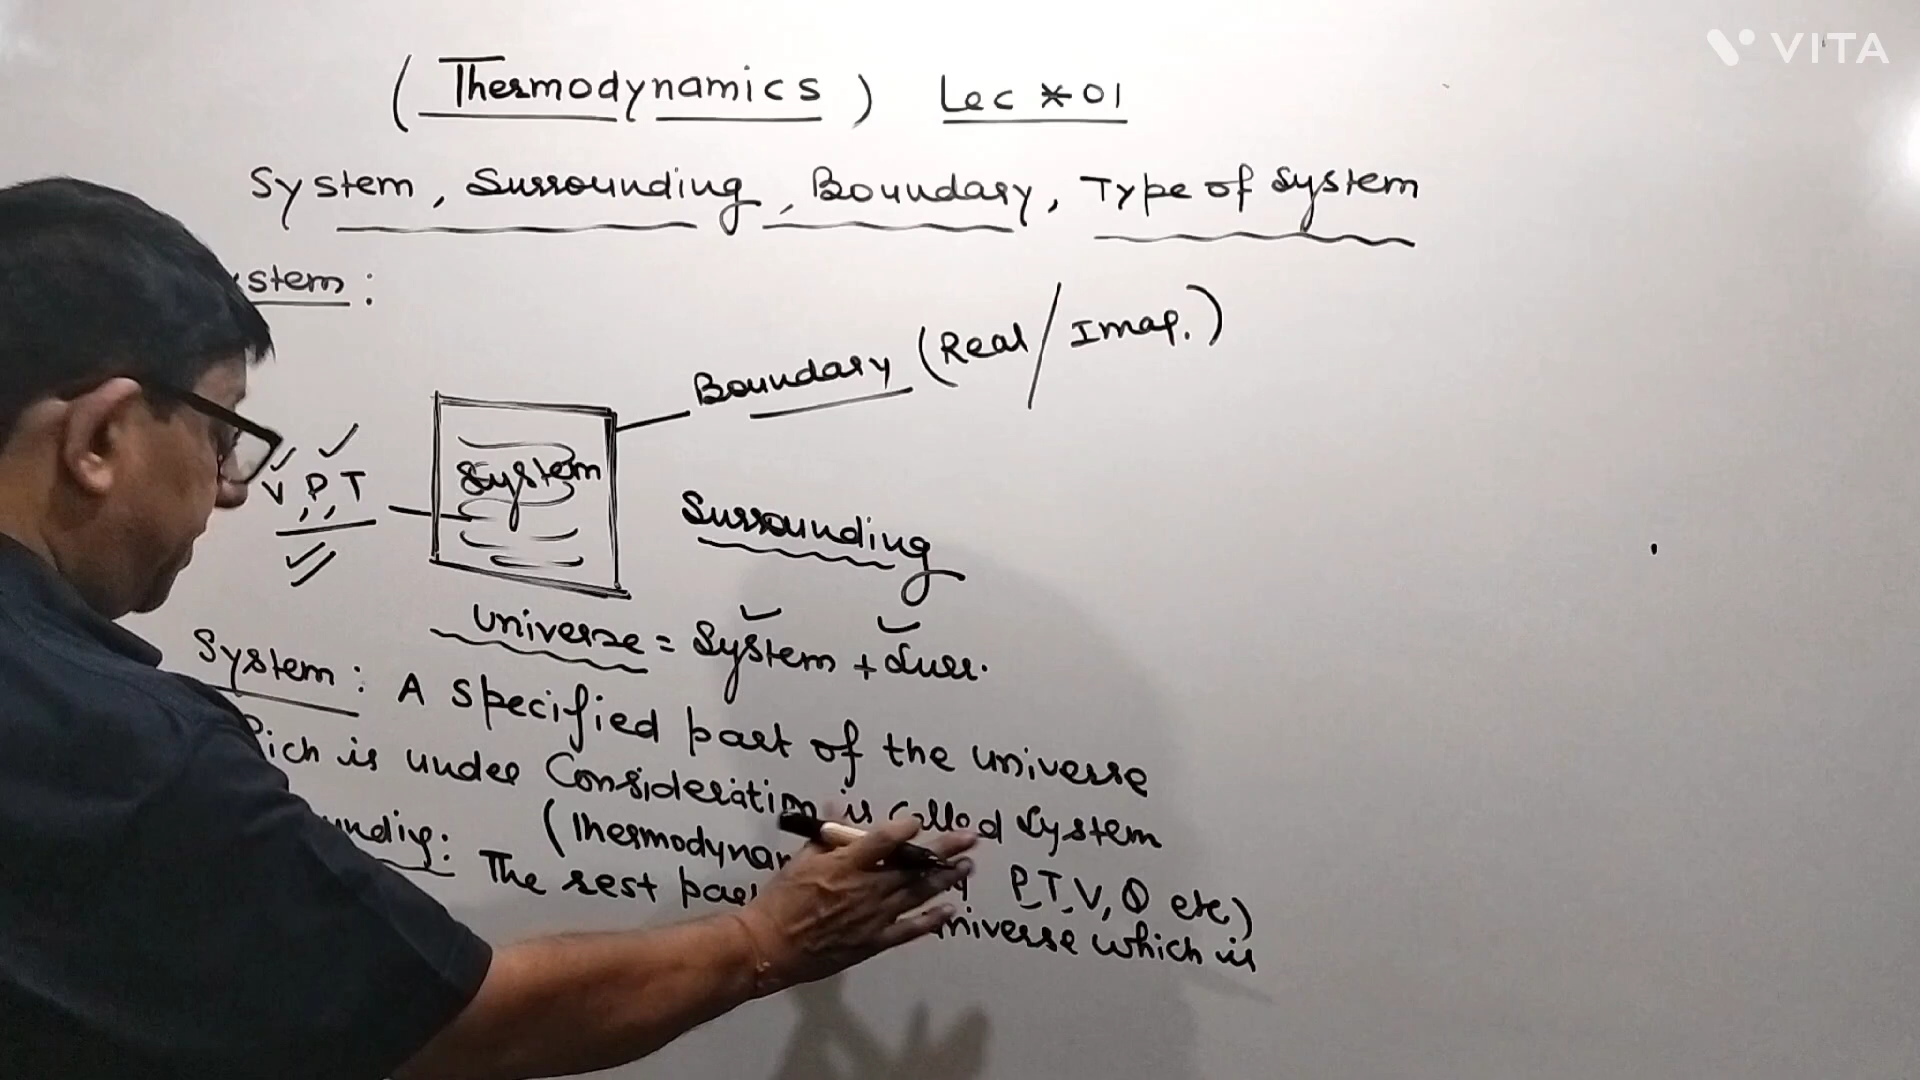 VITA
(Thermodynamics) Lec * 01
System, Surrounding, Boundary, Type of System
stem :
Boundary (Real / Imag.)
System
V, P, T
Surrounding
Universe = System + Surr.
System : A specified part of the universe
hich is under Consideration is called System
unding : (Thermodynam P,T,V,Q etc)
The rest part universe which is